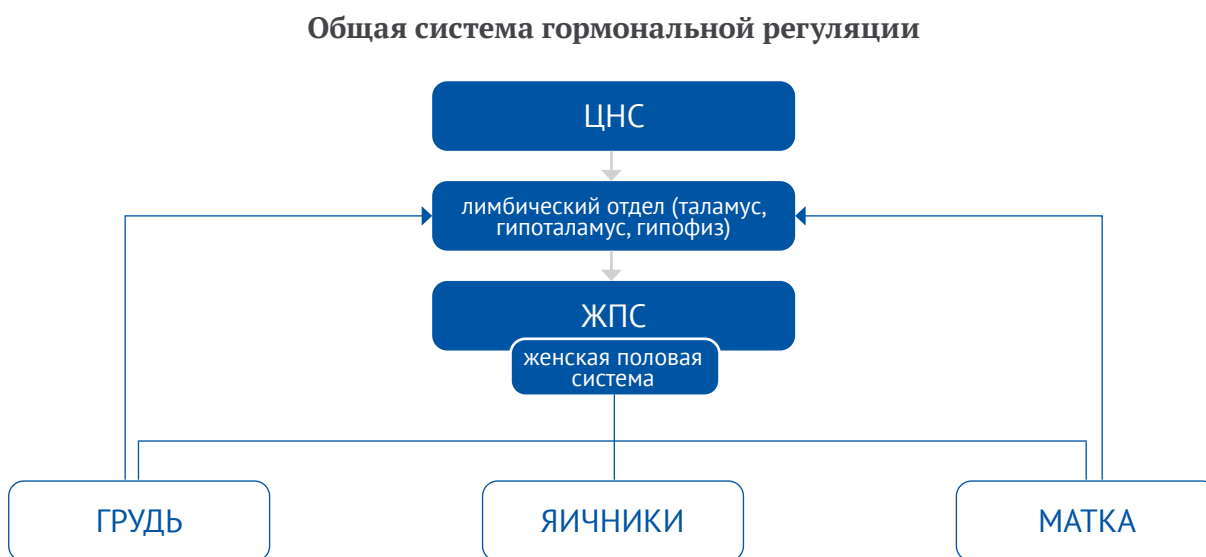 Общая система гормональной регуляции
ЦНС
лимбический отдел (таламус,
гипоталамус, гипофиз)
ЖПС
женская половая
система
ГРУДЬ
ЯИЧНИКИ
МАТКА